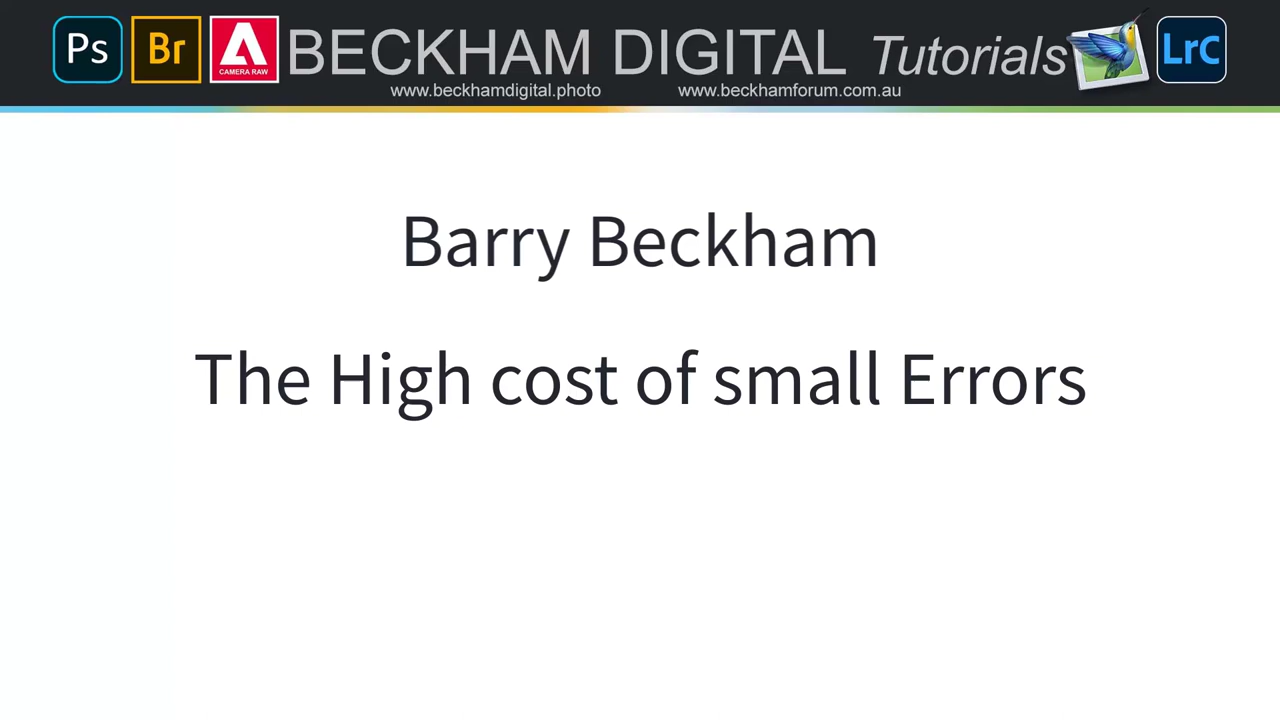 Ps Br CAMERA RAW BECKHAM DIGITAL Tutorials LrC
www.beckhamdigital.photo www.beckhamforum.com.au
Barry Beckham
The High cost of small Errors